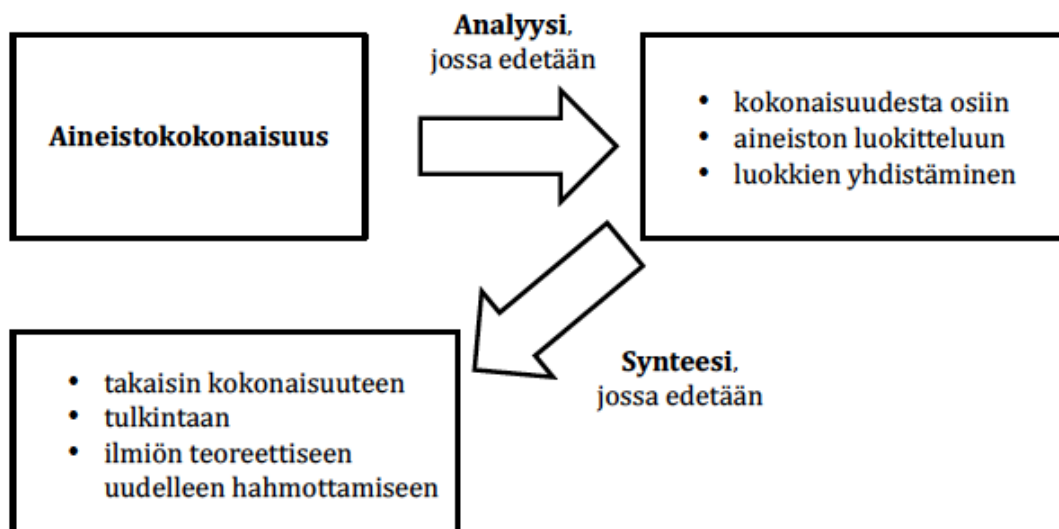 Aineistokokonaisuus
Analyysi,
jossa edetään
• kokonaisuudesta osiin
• aineiston luokitteluun
• luokkien yhdistäminen
Synteesi,
jossa edetään
• takaisin kokonaisuuteen
• tulkintaan
• ilmiön teoreettiseen
uudelleen hahmottamiseen